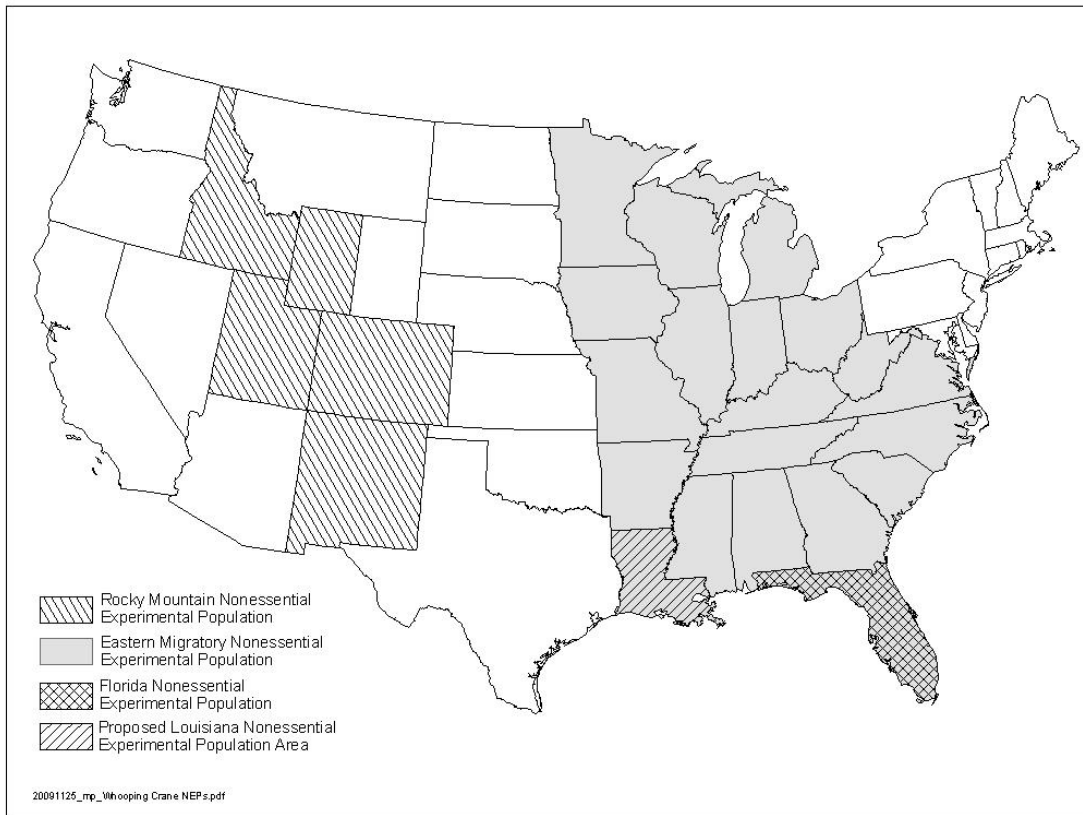 Rocky Mountain Nonessential
Experimental Population
Eastern Migratory Nonessential
Experimental Population
Florida Nonessential
Experimental Population
Proposed Louisiana Nonessential
Experimental Population Area
20091125_mp_Whooping Crane NEPs.pdf